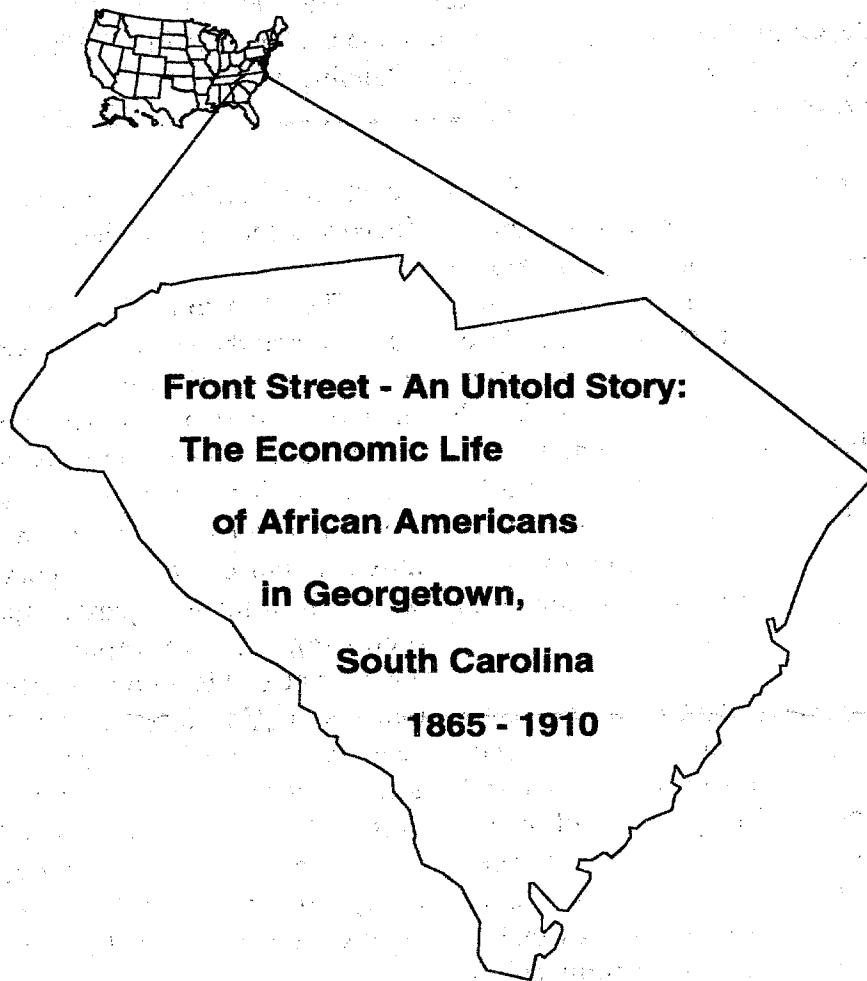 Front Street - An Untold Story:
The Economic Life
of African Americans
in Georgetown,
South Carolina
1865 - 1910